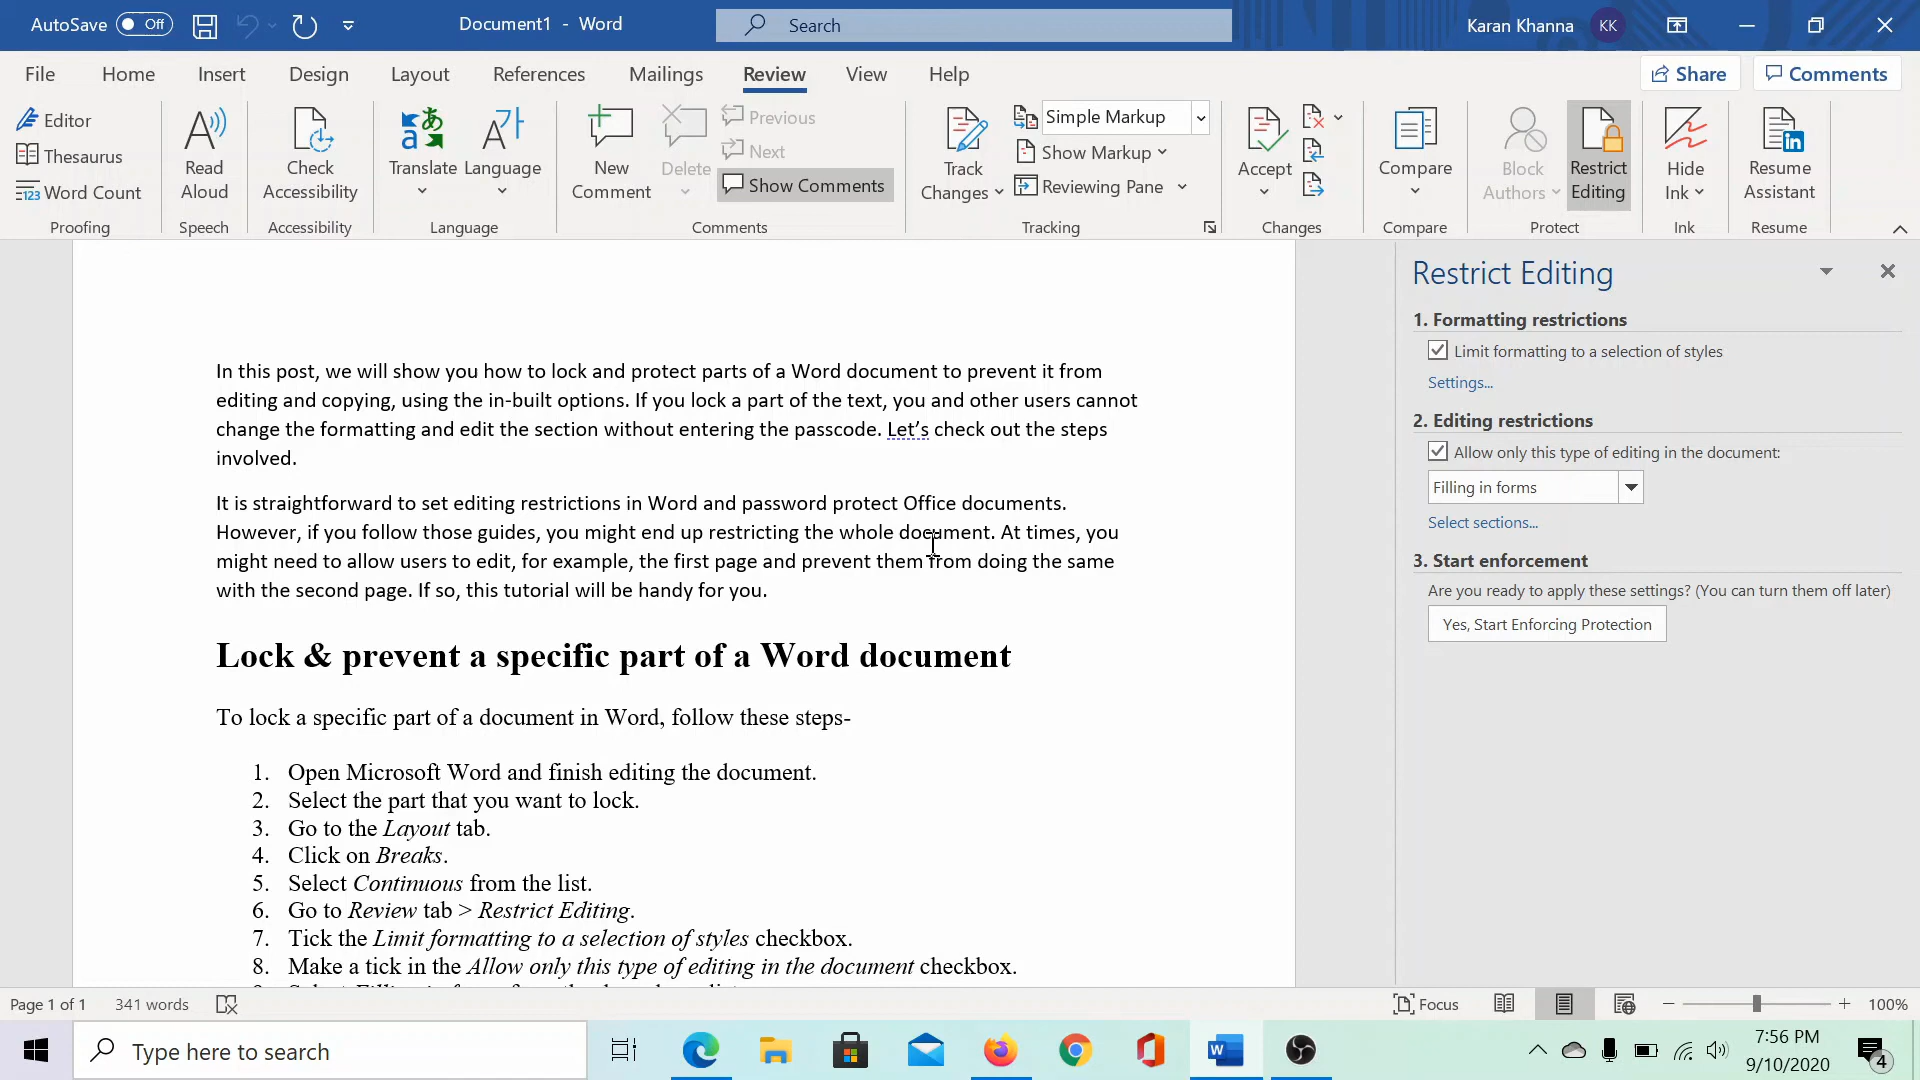 AutoSave Off Document1 - Word Search Karan Khanna KK
File Home Insert Design Layout References Mailings Review View Help Share Comments
Editor
Thesaurus
Word Count
Proofing
Read
Aloud
Speech
Check
Accessibility
Accessibility
Translate Language
Language
New
Comment
Delete
Previous
Next
Show Comments
Comments
Track
Changes
Simple Markup
Show Markup
Reviewing Pane
Tracking
Accept
Changes
Compare
Compare
Block
Authors
Restrict
Editing
Protect
Hide
Ink
Ink
Resume
Assistant
Resume
In this post, we will show you how to lock and protect parts of a Word document to prevent it from
editing and copying, using the in-built options. If you lock a part of the text, you and other users cannot
change the formatting and edit the section without entering the passcode. Let’s check out the steps
involved.
It is straightforward to set editing restrictions in Word and password protect Office documents.
However, if you follow those guides, you might end up restricting the whole document. At times, you
might need to allow users to edit, for example, the first page and prevent them from doing the same
with the second page. If so, this tutorial will be handy for you.
Lock & prevent a specific part of a Word document
To lock a specific part of a document in Word, follow these steps-
1. Open Microsoft Word and finish editing the document.
2. Select the part that you want to lock.
3. Go to the Layout tab.
4. Click on Breaks.
5. Select Continuous from the list.
6. Go to Review tab > Restrict Editing.
7. Tick the Limit formatting to a selection of styles checkbox.
8. Make a tick in the Allow only this type of editing in the document checkbox.
Restrict Editing
1. Formatting restrictions
Limit formatting to a selection of styles
Settings...
2. Editing restrictions
Allow only this type of editing in the document:
Filling in forms
Select sections...
3. Start enforcement
Are you ready to apply these settings? (You can turn them off later)
Yes, Start Enforcing Protection
Page 1 of 1 341 words Focus 100%
Type here to search
7:56 PM
9/10/2020
4